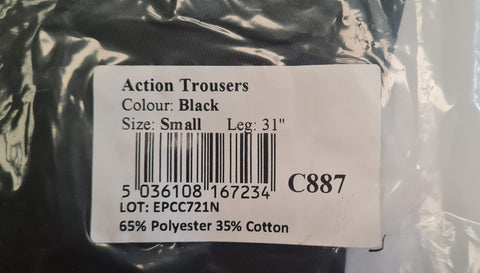 Action Trousers
Colour: Black
Size: Small Leg: 31"
5 036108 167234 C887
LOT: EPCC721N
65% Polyester 35% Cotton